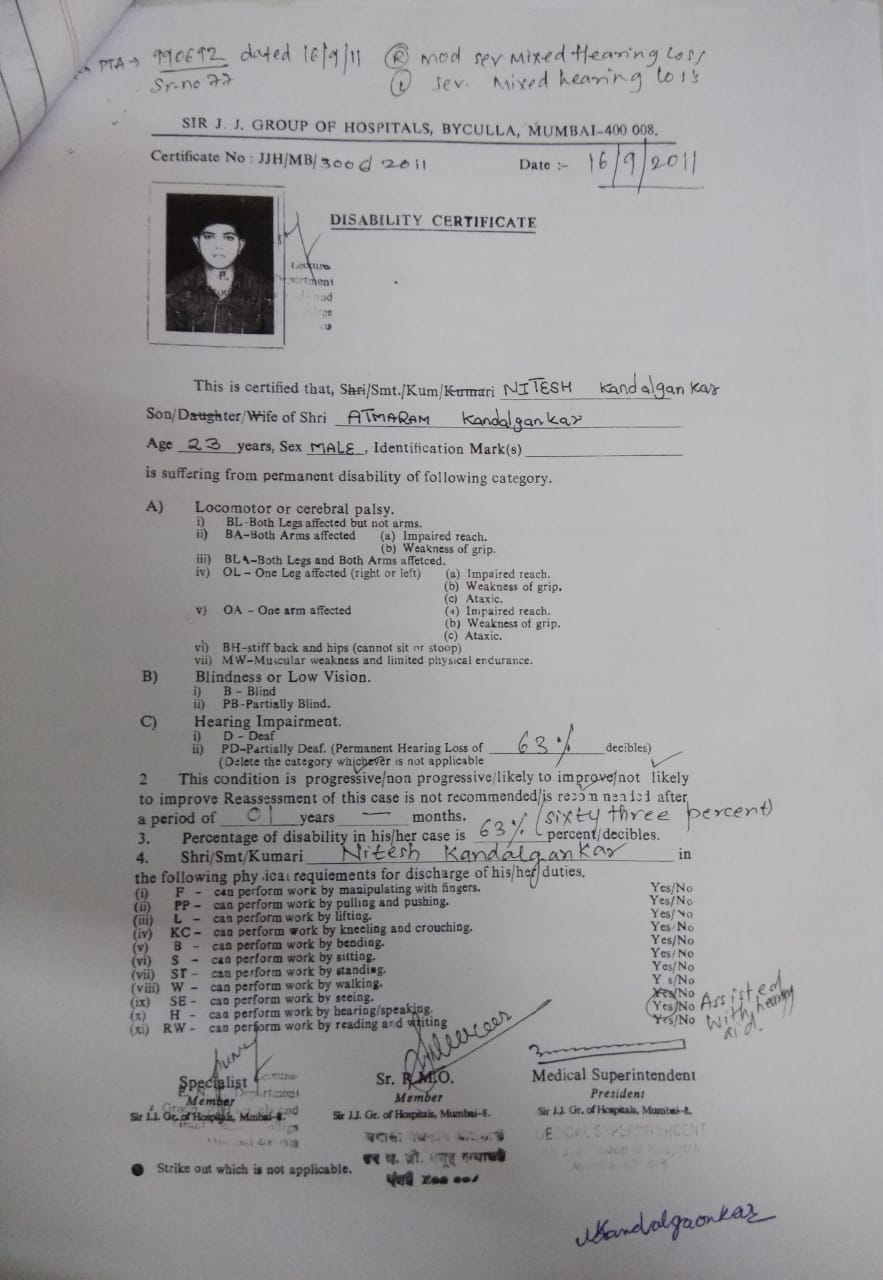 PTA → 990692 dated 16/9/11 (R) mod sev Mixed Hearing Loss
Sr. no 77 (L) sev. Mixed hearing loss
SIR J. J. GROUP OF HOSPITALS, BYCULLA, MUMBAI-400 008.
Certificate No : JJH/MB/300d 2011 Date :- 16/9/2011
DISABILITY CERTIFICATE
This is certified that, Shri/Smt./Kum/Kumari NITESH Kandalgankar
Son/Daughter/Wife of Shri ATMARAM Kandalgankar
Age 23 years, Sex MALE, Identification Mark(s)
is suffering from permanent disability of following category.
A) Locomotor or cerebral palsy.
i) BL-Both Legs affected but not arms.
ii) BA-Both Arms affected (a) Impaired reach.
(b) Weakness of grip.
iii) BLA-Both Legs and Both Arms affetced.
iv) OL - One Leg affected (right or left) (a) Impaired reach.
(b) Weakness of grip.
(c) Ataxic.
v) OA - One arm affected (a) Impaired reach.
(b) Weakness of grip.
(c) Ataxic.
vi) BH-stiff back and hips (cannot sit or stoop)
vii) MW-Muscular weakness and limited physical endurance.
B) Blindness or Low Vision.
i) B - Blind
ii) PB-Partially Blind.
C) Hearing Impairment.
i) D - Deaf
ii) PD-Partially Deaf. (Permanent Hearing Loss of 63% decibles)
(Delete the category whichever is not applicable
2 This condition is progressive/non progressive/likely to improve/not likely
to improve Reassessment of this case is not recommended/is recommended after
a period of 01 years — months.
3. Percentage of disability in his/her case is 63% (sixty three percent) percent/decibles.
4. Shri/Smt/Kumari Nitesh Kandalgankar in
the following physical requiements for discharge of his/her duties.
(i) F - can perform work by manipulating with fingers. Yes/No
(ii) PP - can perform work by pulling and pushing. Yes/No
(iii) L - can perform work by lifting. Yes/No
(iv) KC - can perform work by kneeling and crouching. Yes/No
(v) B - can perform work by bending. Yes/No
(vi) S - can perform work by sitting. Yes/No
(vii) ST - can perform work by standing. Yes/No
(viii) W - can perform work by walking. Y s/No
(ix) SE - can perform work by seeing. Yes/No
(x) H - can perform work by hearing/speaking. Yes/No Assisted with hearing aid.
(xi) RW - can perform work by reading and writing Yes/No
Specialist Sr. R.M.O. Medical Superintendent
Member Member President
Sir J.J. Gr. of Hospitals, Mumbai-8. Sir J.J. Gr. of Hospitals, Mumbai-8. Sir J.J. Gr. of Hospitals, Mumbai-8.
● Strike out which is not applicable.
NKandalgaonkar